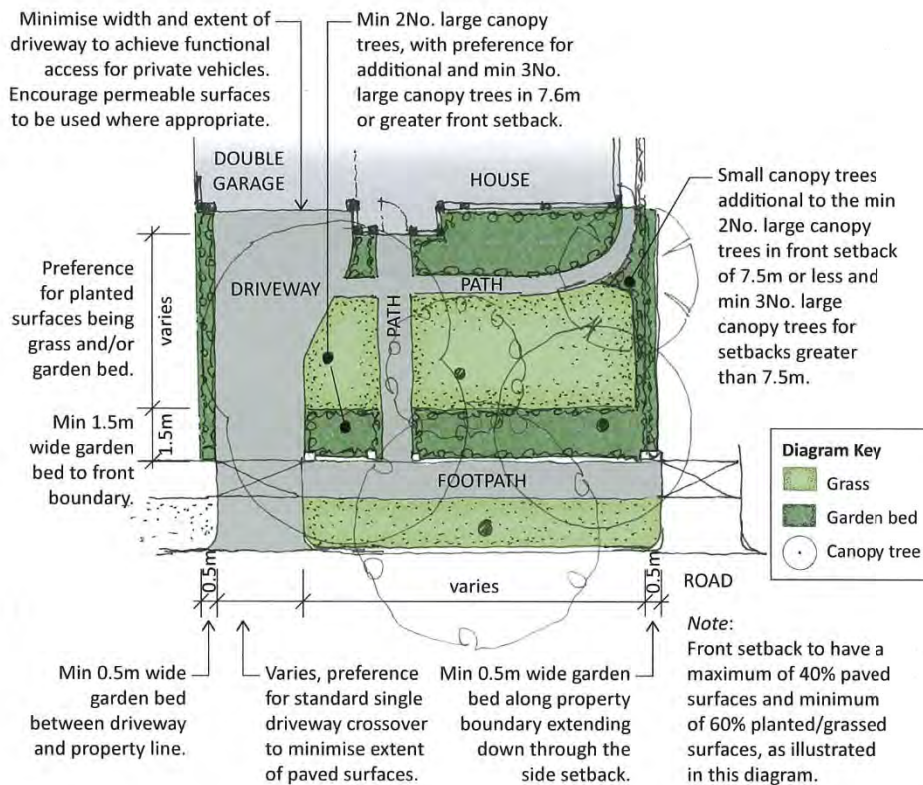 Minimise width and extent of
driveway to achieve functional
access for private vehicles.
Encourage permeable surfaces
to be used where appropriate.
Min 2No. large canopy
trees, with preference for
additional and min 3No.
large canopy trees in 7.6m
or greater front setback.
DOUBLE
GARAGE
HOUSE
Small canopy trees
additional to the min
2No. large canopy
trees in front setback
of 7.5m or less and
min 3No. large
canopy trees for
setbacks greater
than 7.5m.
Preference
for planted
surfaces being
grass and/or
garden bed.
varies
DRIVEWAY
PATH
PATH
Min 1.5m
wide garden
bed to front
boundary.
1.5m
FOOTPATH
Diagram Key
Grass
Garden bed
Canopy tree
0.5m
varies
0.5m
ROAD
Min 0.5m wide
garden bed
between driveway
and property line.
Varies, preference
for standard single
driveway crossover
to minimise extent
of paved surfaces.
Min 0.5m wide garden
bed along property
boundary extending
down through the
side setback.
Note:
Front setback to have a
maximum of 40% paved
surfaces and minimum
of 60% planted/grassed
surfaces, as illustrated
in this diagram.